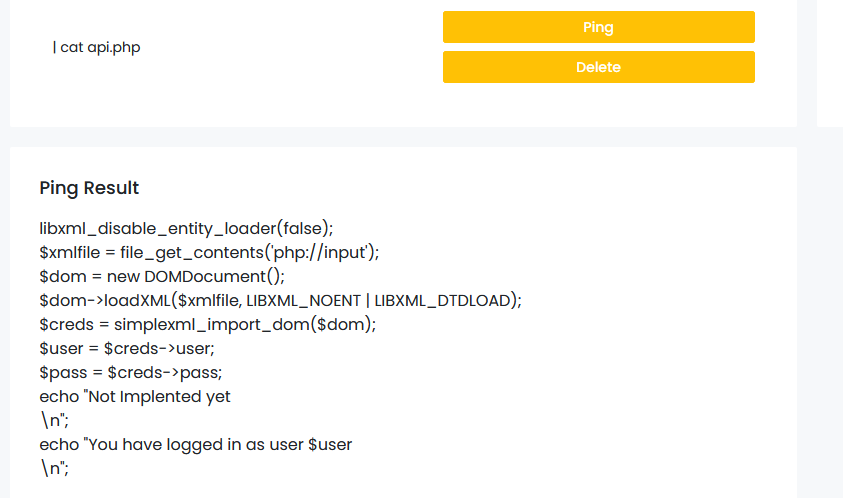 Ping
| cat api.php
Delete
Ping Result
libxml_disable_entity_loader(false);
$xmlfile = file_get_contents('php://input');
$dom = new DOMDocument();
$dom->loadXML($xmlfile, LIBXML_NOENT | LIBXML_DTDLOAD);
$creds = simplexml_import_dom($dom);
$user = $creds->user;
$pass = $creds->pass;
echo "Not Implented yet
\n";
echo "You have logged in as user $user
\n";